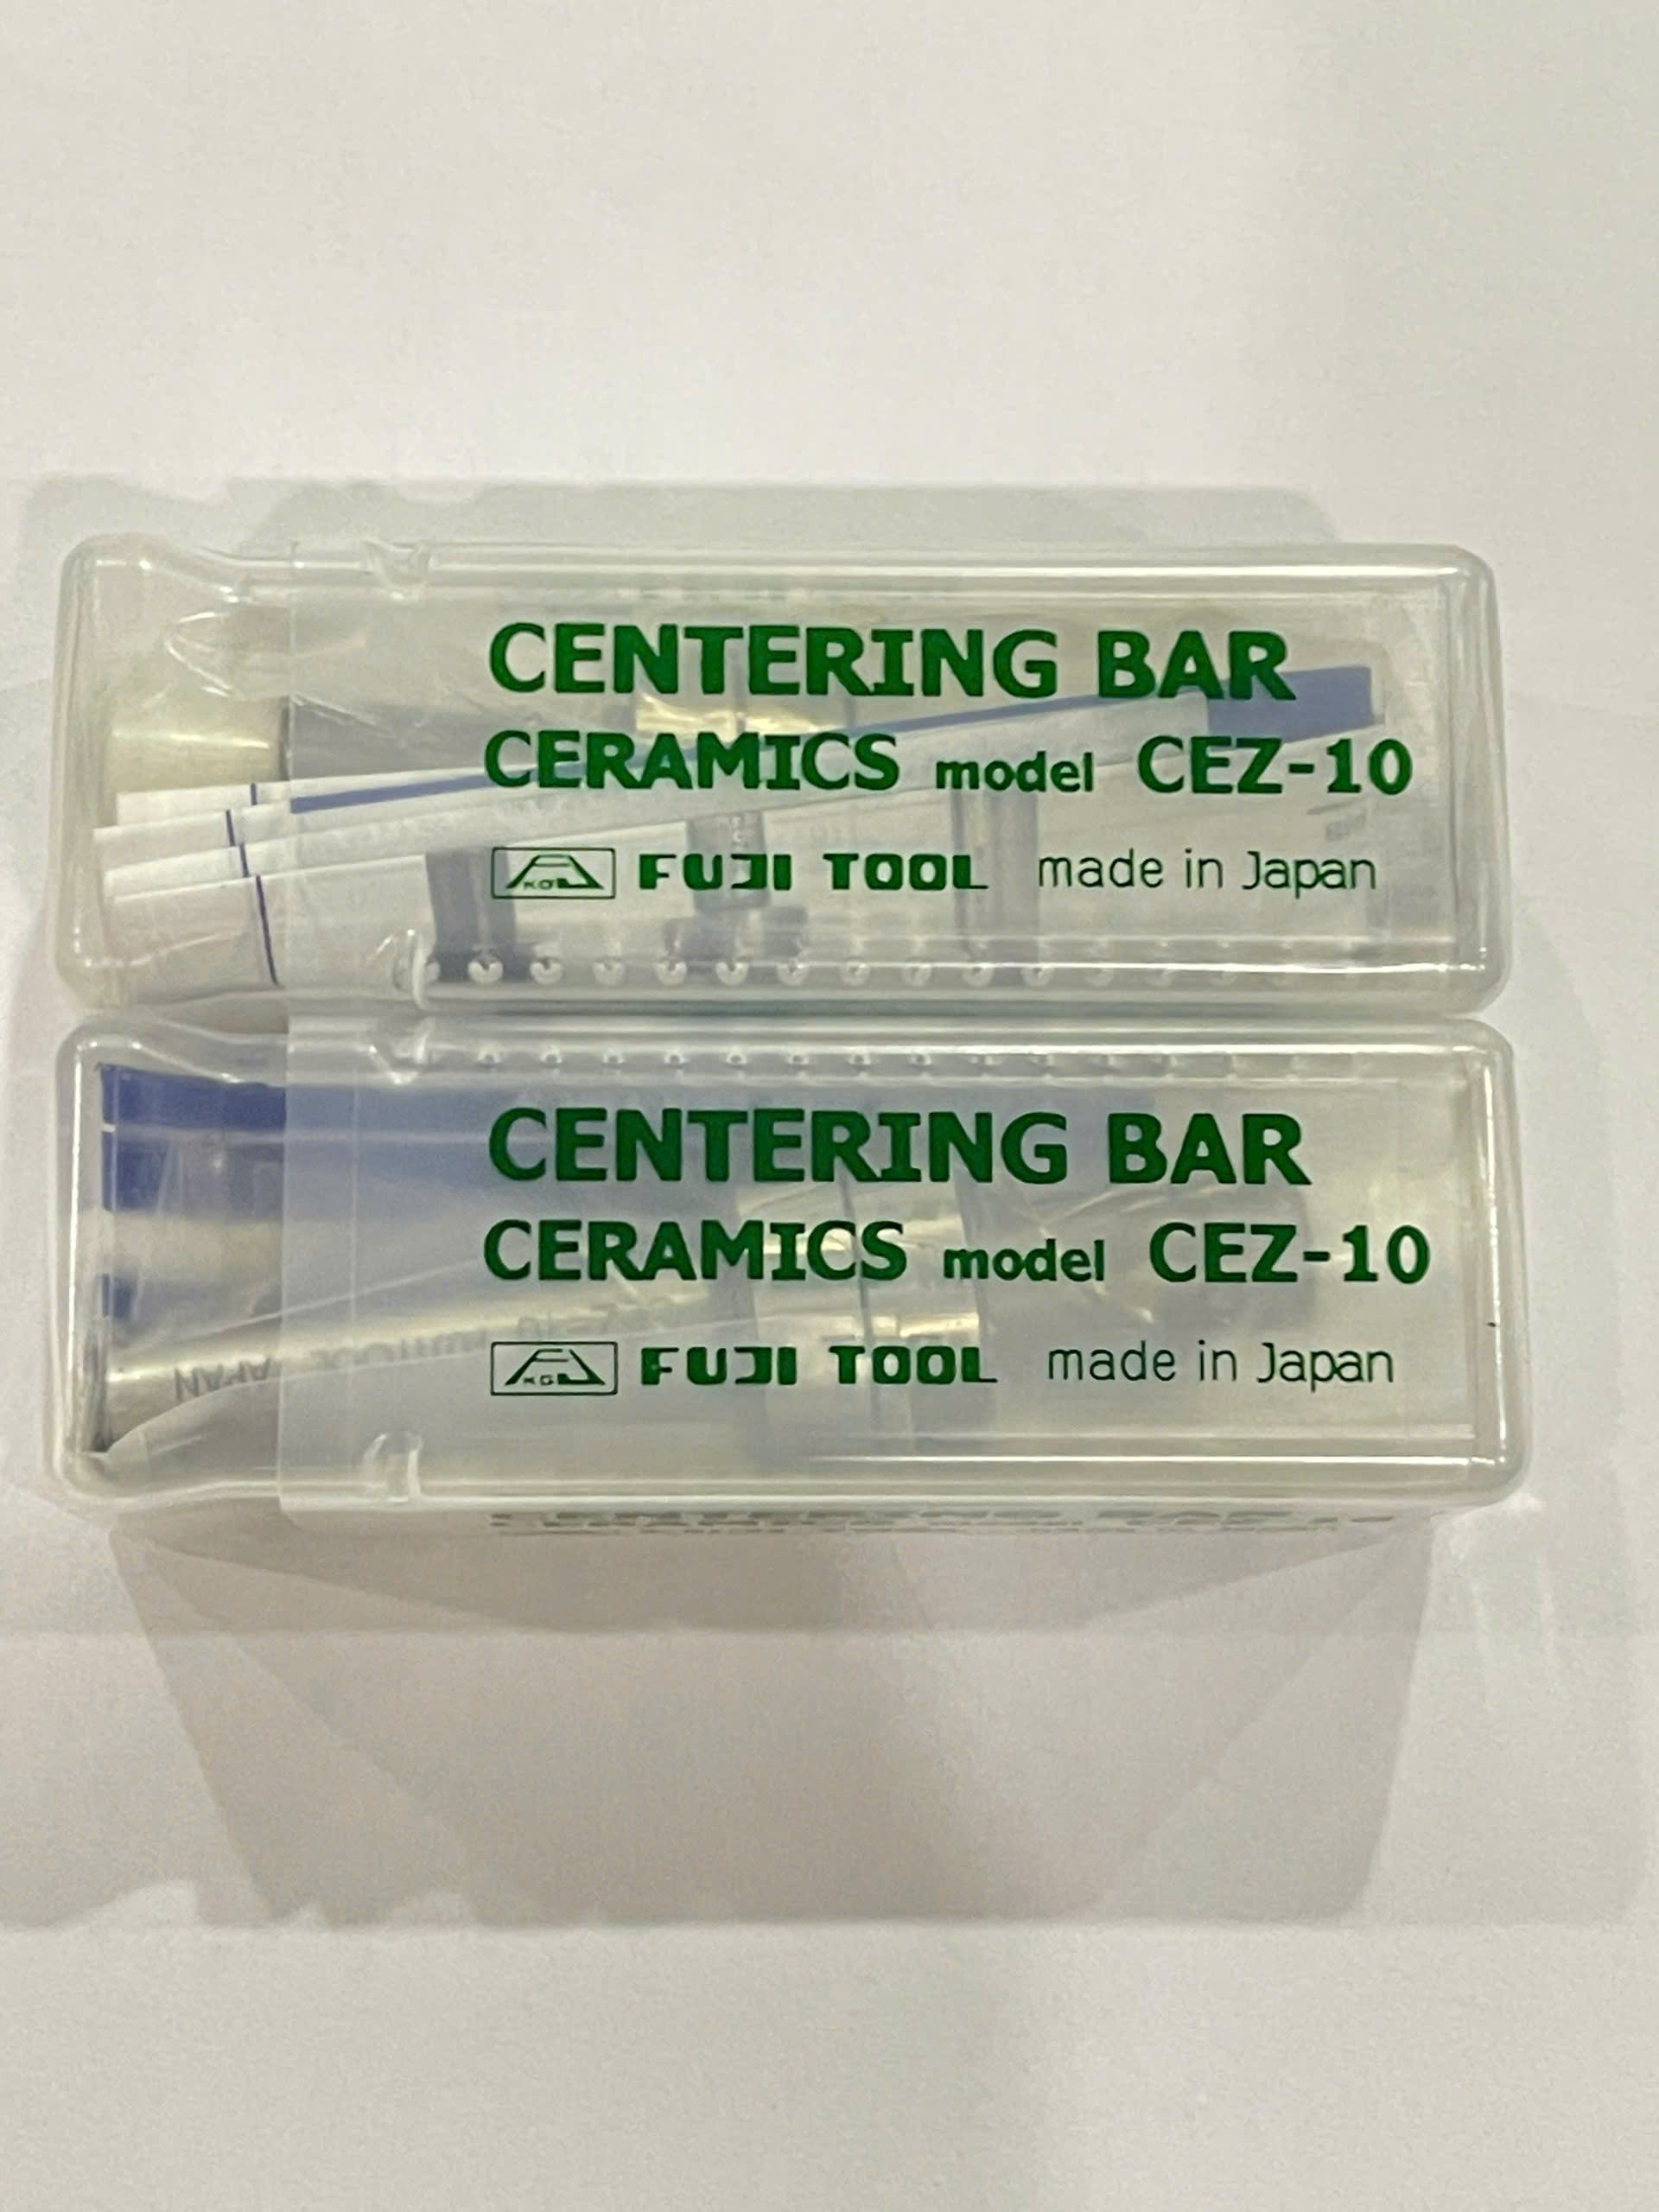 CENTERING BAR
CERAMICS model CEZ-10
FUJI TOOL made in Japan
CENTERING BAR
CERAMICS model CEZ-10
FUJI TOOL made in Japan
JAPAN